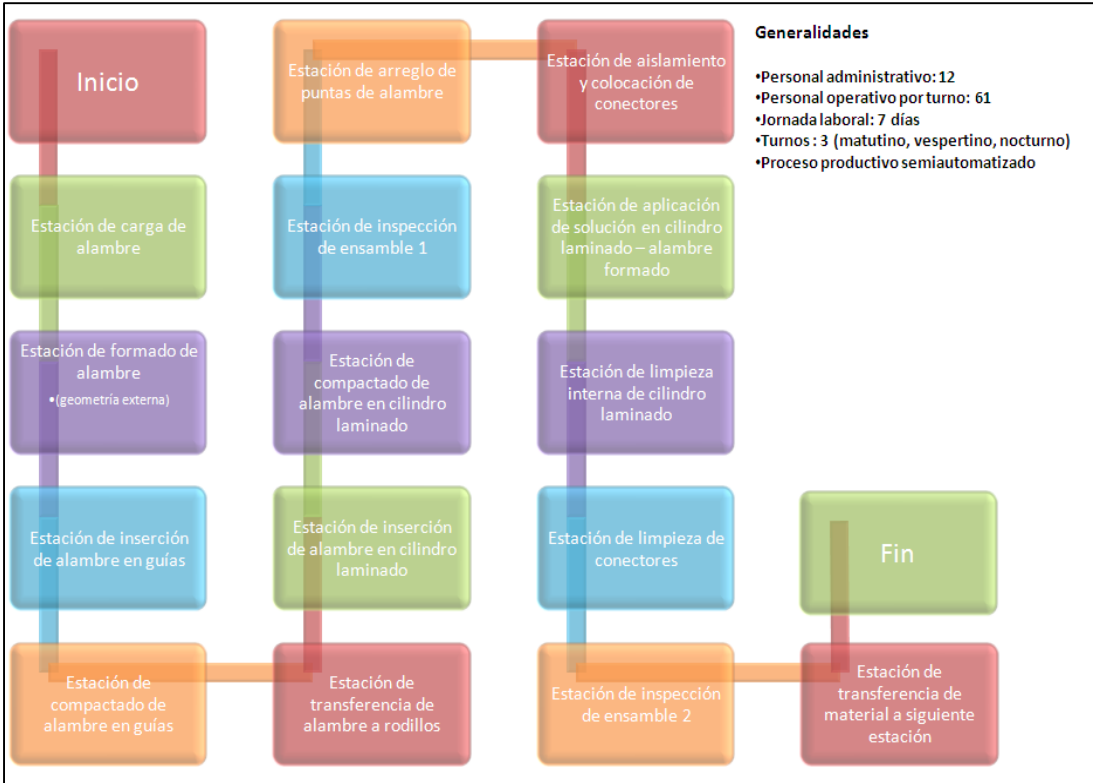 Inicio
Estación de carga de
alambre
Estación de formado de
alambre
•(geometría externa)
Estación de inserción
de alambre en guías
Estación de
compactado de
alambre en guías
Estación de
transferencia de
alambre a rodillos
Estación de inserción
de alambre en cilindro
laminado
Estación de
compactado de
alambre en cilindro
laminado
Estación de inspección
de ensamble 1
Estación de arreglo de
puntas de alambre
Estación de aislamiento
y colocación de
conectores
Estación de aplicación
de solución en cilindro
laminado – alambre
formado
Estación de limpieza
interna de cilindro
laminado
Estación de limpieza de
conectores
Estación de inspección
de ensamble 2
Estación de
transferencia de
material a siguiente
estación
Fin
Generalidades
•Personal administrativo: 12
•Personal operativo por turno: 61
•Jornada laboral: 7 días
•Turnos : 3 (matutino, vespertino, nocturno)
•Proceso productivo semiautomatizado